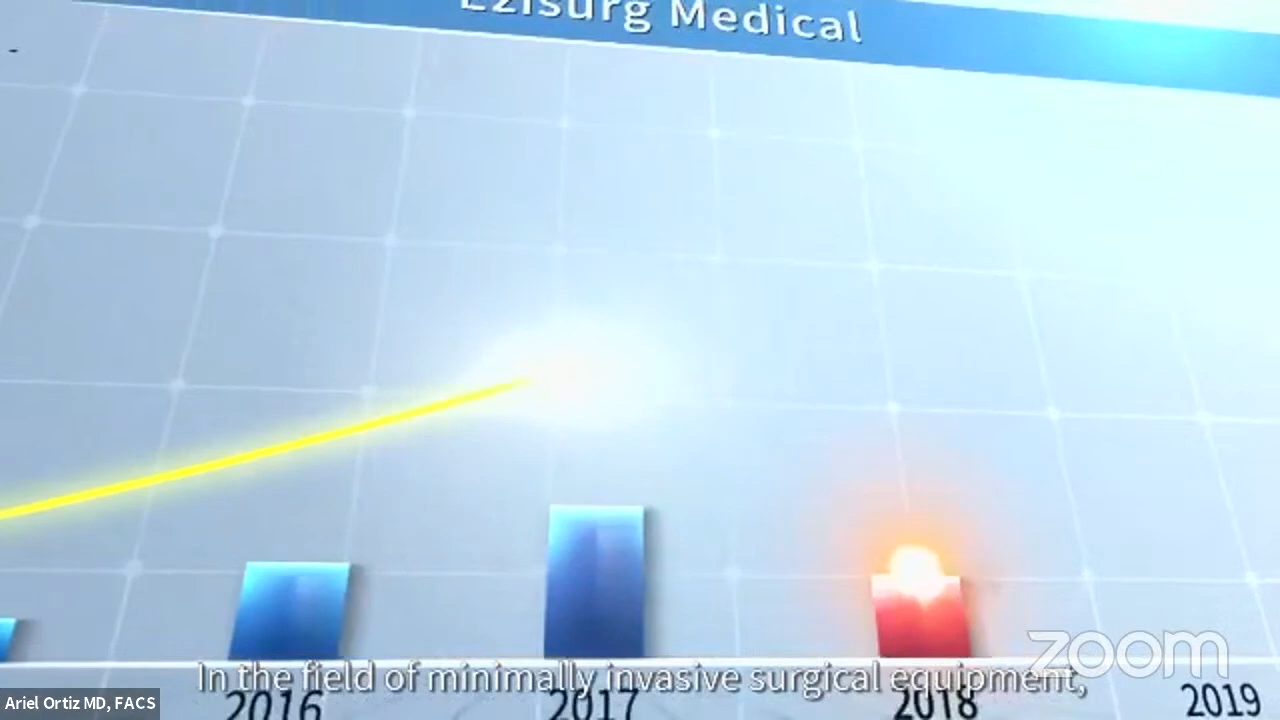 Ezisurg Medical
zoom
In the field of minimally invasive surgical equipment,
2016 2017 2018 2019
Ariel Ortiz MD, FACS